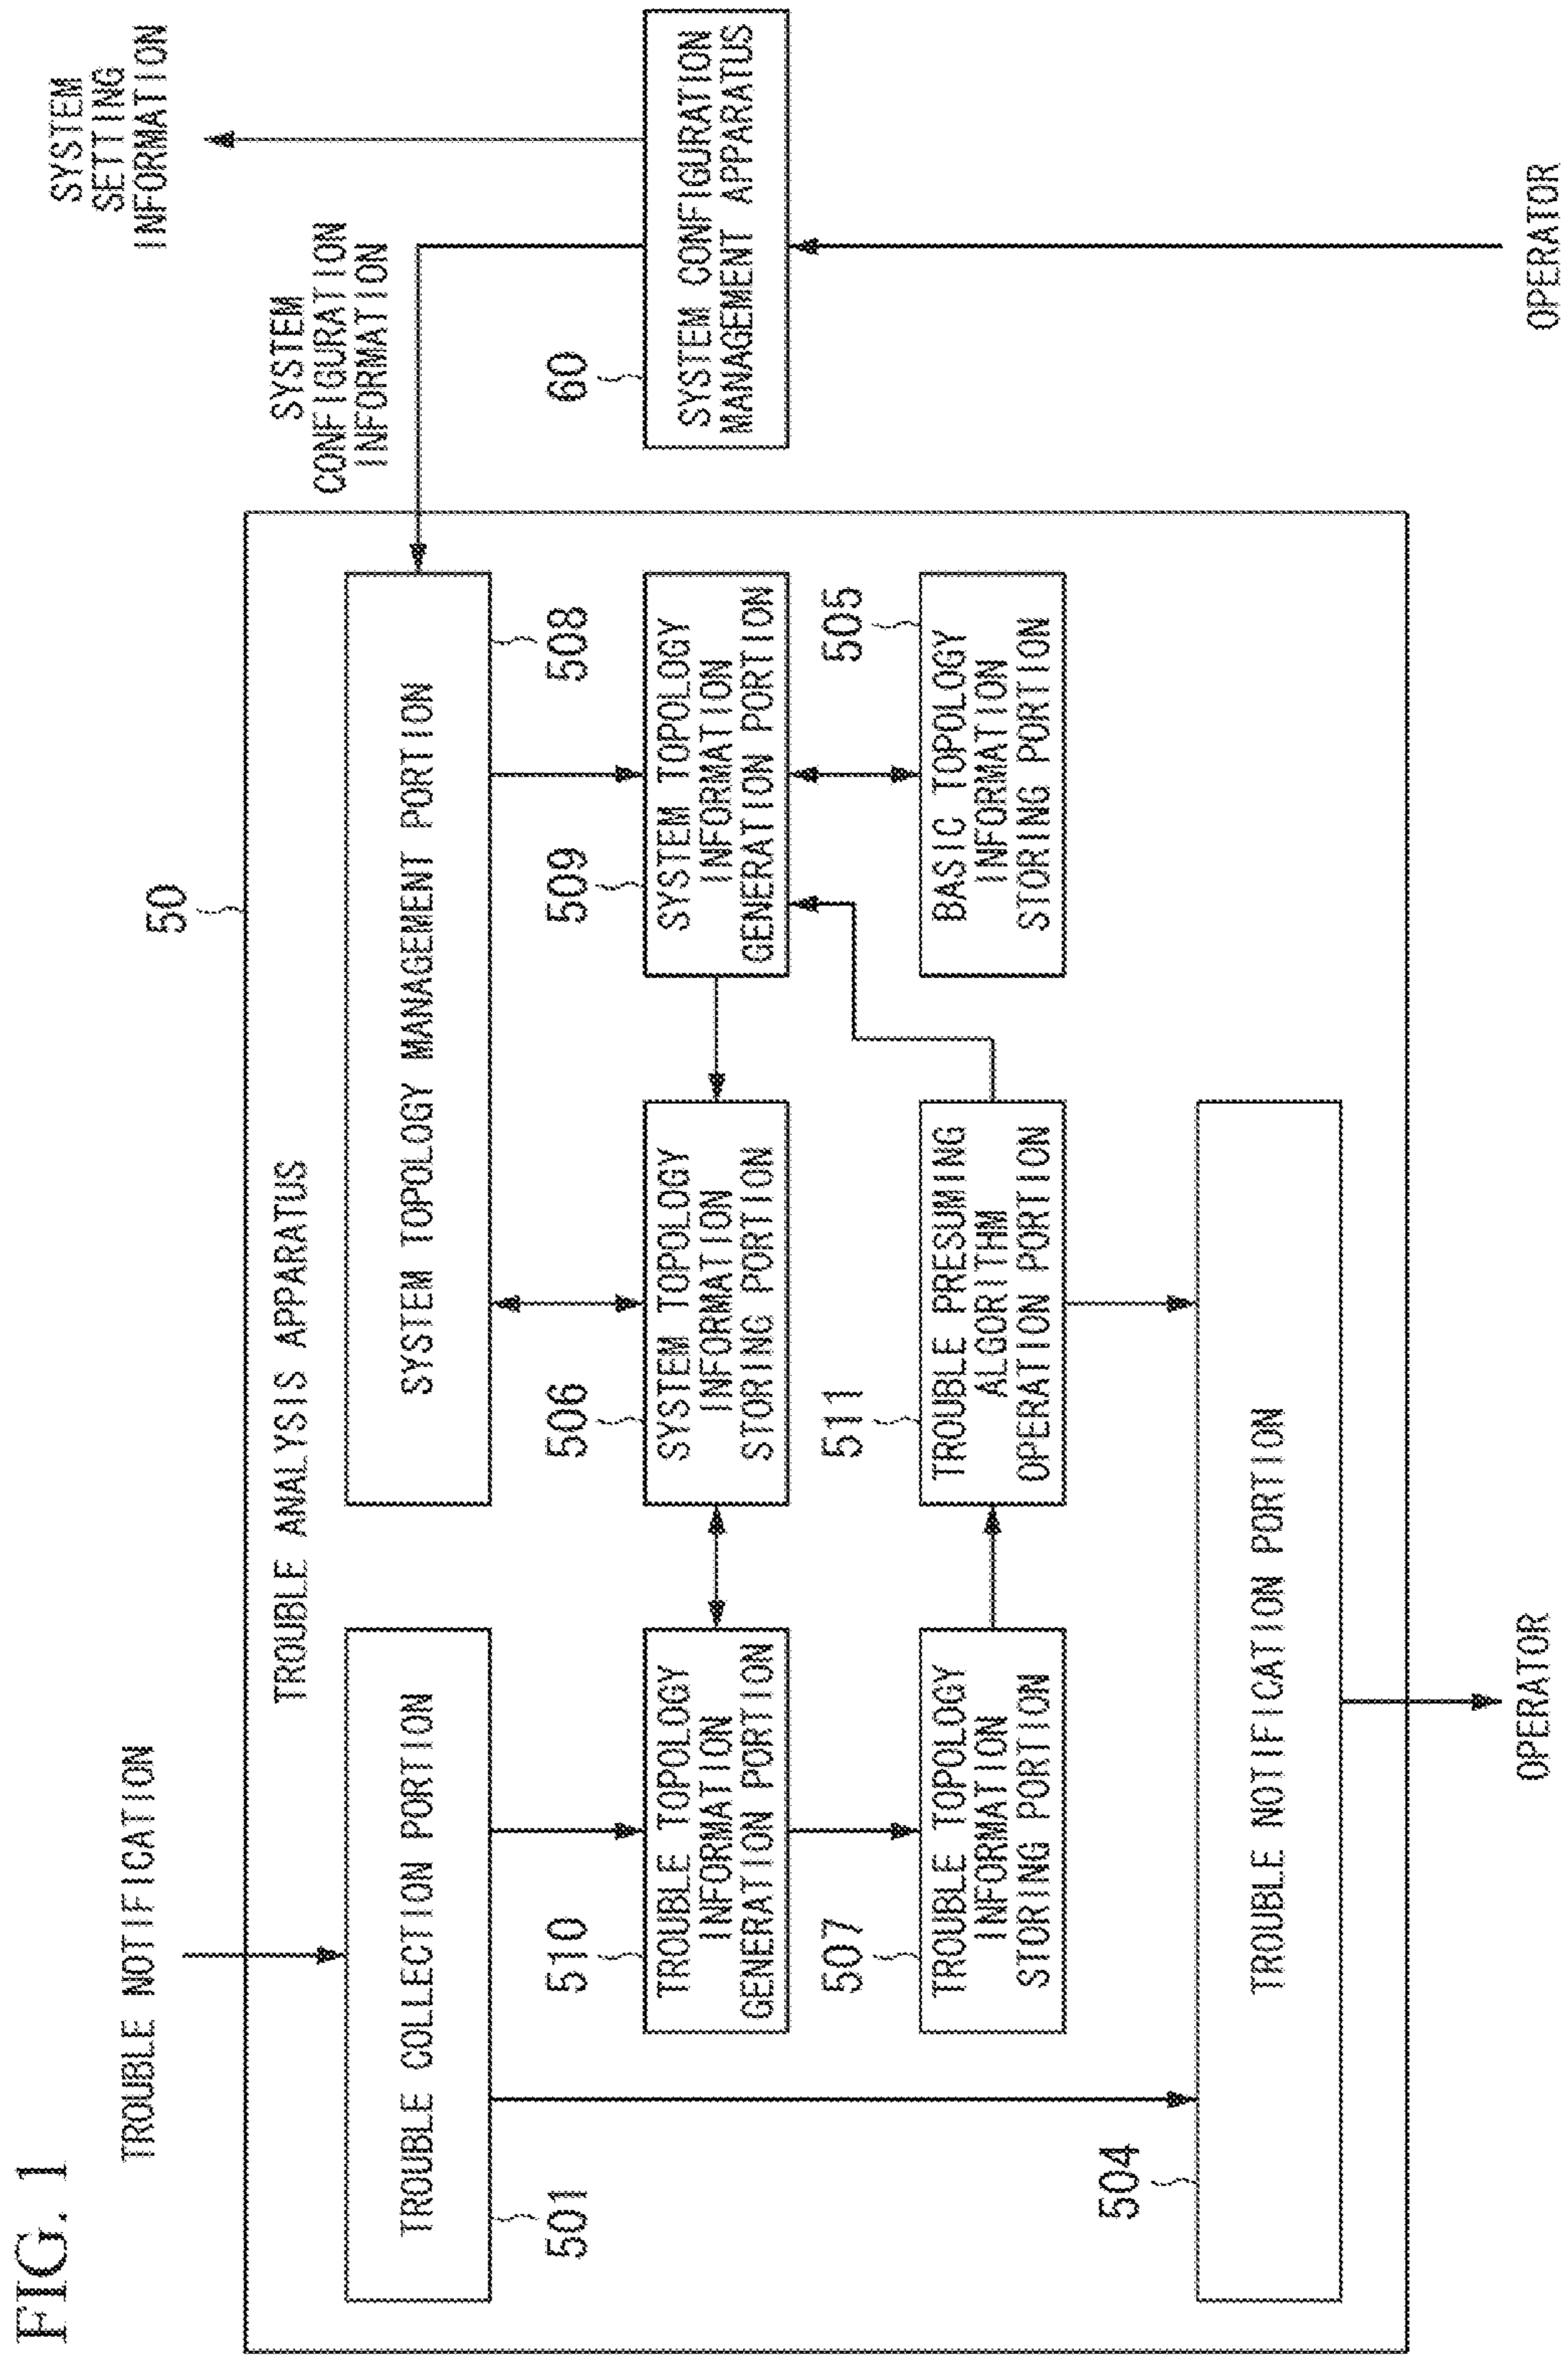 FIG. 1
TROUBLE NOTIFICATION
SYSTEM
SETTING
INFORMATION
50
TROUBLE ANALYSIS APPARATUS
SYSTEM
CONFIGURATION
INFORMATION
TROUBLE COLLECTION PORTION
501
SYSTEM TOPOLOGY MANAGEMENT PORTION
508
510
TROUBLE TOPOLOGY
INFORMATION
GENERATION PORTION
506
SYSTEM TOPOLOGY
INFORMATION
STORING PORTION
509
SYSTEM TOPOLOGY
INFORMATION
GENERATION PORTION
60
SYSTEM CONFIGURATION
MANAGEMENT APPARATUS
507
TROUBLE TOPOLOGY
INFORMATION
STORING PORTION
511
TROUBLE PRESUMING
ALGORITHM
OPERATION PORTION
505
BASIC TOPOLOGY
INFORMATION
STORING PORTION
504
TROUBLE NOTIFICATION PORTION
OPERATOR
OPERATOR